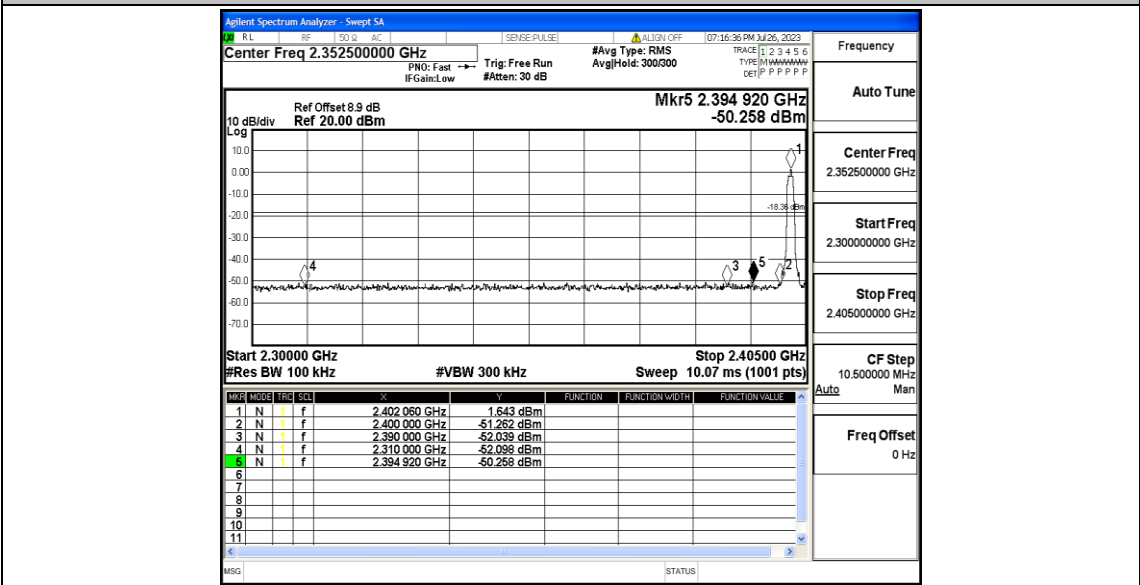 Agilent Spectrum Analyzer - Swept SA
RL RF 50 Ω AC SENSE:PULSE ALIGN OFF 07:16:36 PM Jul 26, 2023
Center Freq 2.352500000 GHz
PNO: Fast
IFGain:Low
Trig: Free Run
#Atten: 30 dB
#Avg Type: RMS
Avg|Hold: 300/300
TRACE 1 2 3 4 5 6
TYPE M
DET P P P P P P
Ref Offset 8.9 dB
10 dB/div Ref 20.00 dBm
Log
Mkr5 2.394 920 GHz
-50.258 dBm
10.0
0.00
-10.0
-20.0
-30.0
-40.0
-50.0
-60.0
-70.0
-18.36 dBm
1
4
3
5
2
Start 2.30000 GHz Stop 2.40500 GHz
#Res BW 100 kHz #VBW 300 kHz Sweep 10.07 ms (1001 pts)
MKR MODE TRC SCL X Y FUNCTION FUNCTION WIDTH FUNCTION VALUE
1 N 1 f 2.402 060 GHz 1.643 dBm
2 N 1 f 2.400 000 GHz -51.262 dBm
3 N 1 f 2.390 000 GHz -52.039 dBm
4 N 1 f 2.310 000 GHz -52.098 dBm
5 N 1 f 2.394 920 GHz -50.258 dBm
6
7
8
9
10
11
MSG STATUS
Frequency
Auto Tune
Center Freq
2.352500000 GHz
Start Freq
2.300000000 GHz
Stop Freq
2.405000000 GHz
CF Step
10.500000 MHz
Auto Man
Freq Offset
0 Hz